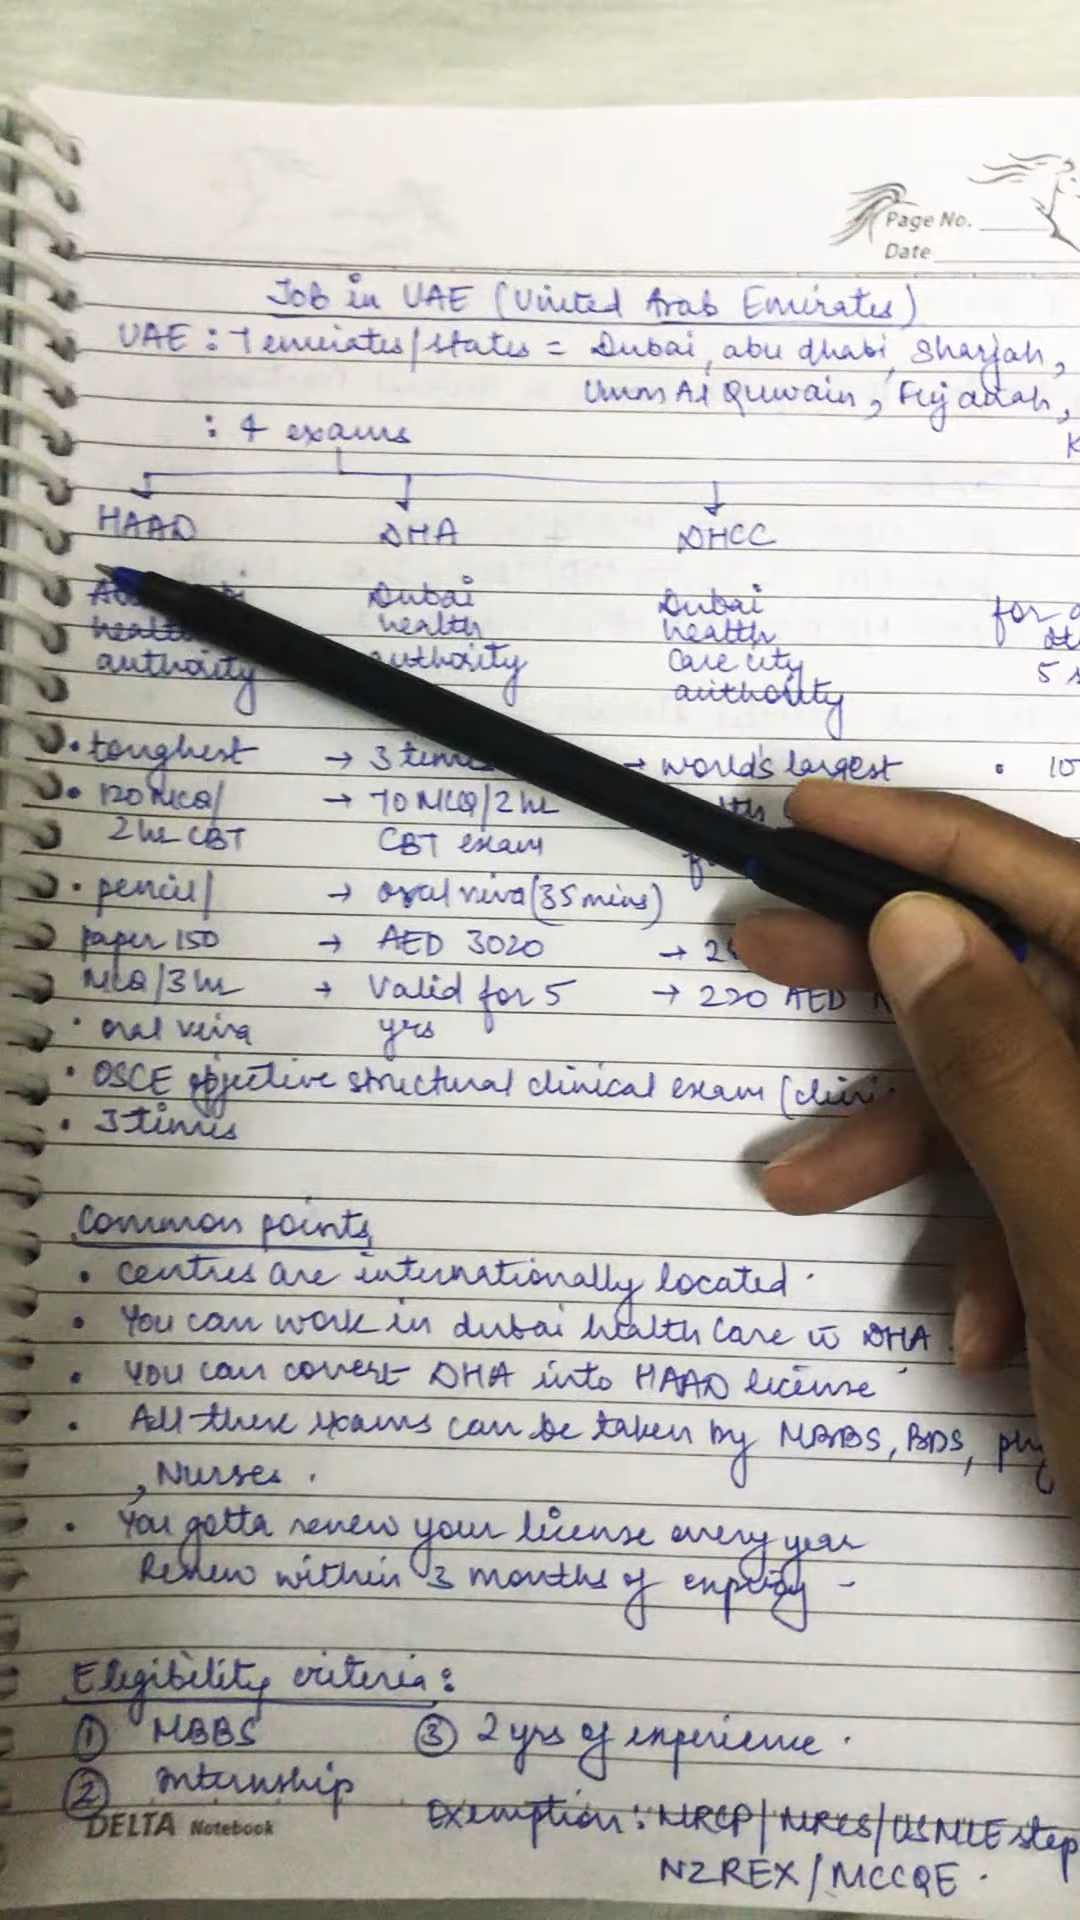 Page No.
Date
Job in UAE (United Arab Emirates)
UAE : 7 emirates/states = Dubai, abu dhabi, Sharjah,
Umm Al Quwain, Fujairah,
: 4 exams
K
HAAD DHA DHCC
Dubai Dubai for
health health
authority authority Care city 5
authority
• toughest → 3 times → world's largest • 10
• 120 MCQ/ → 70 MCQ/2 hr
2 hr CBT CBT exam
• pencil/ → oral viva (35 mins)
paper 150 → AED 3020 →
MCQ/3 hr → Valid for 5 → 220 AED
• oral viva yrs
• OSCE objective structural clinical exam
• 3 times
Common points
• centres are internationally located.
• You can work in dubai health care w DHA.
• You can covert DHA into HAAD license
• All these exams can be taken by MBBS, BDS,
, Nurses.
• You gotta renew your license every year
Renew within 3 months of expiry -
Eligibility criteria :
① MBBS ③ 2 yrs of experience.
② Internship
DELTA Notebook
Exemption : MRCP/MRCS/USMLE step
NZREX/MCCQE.